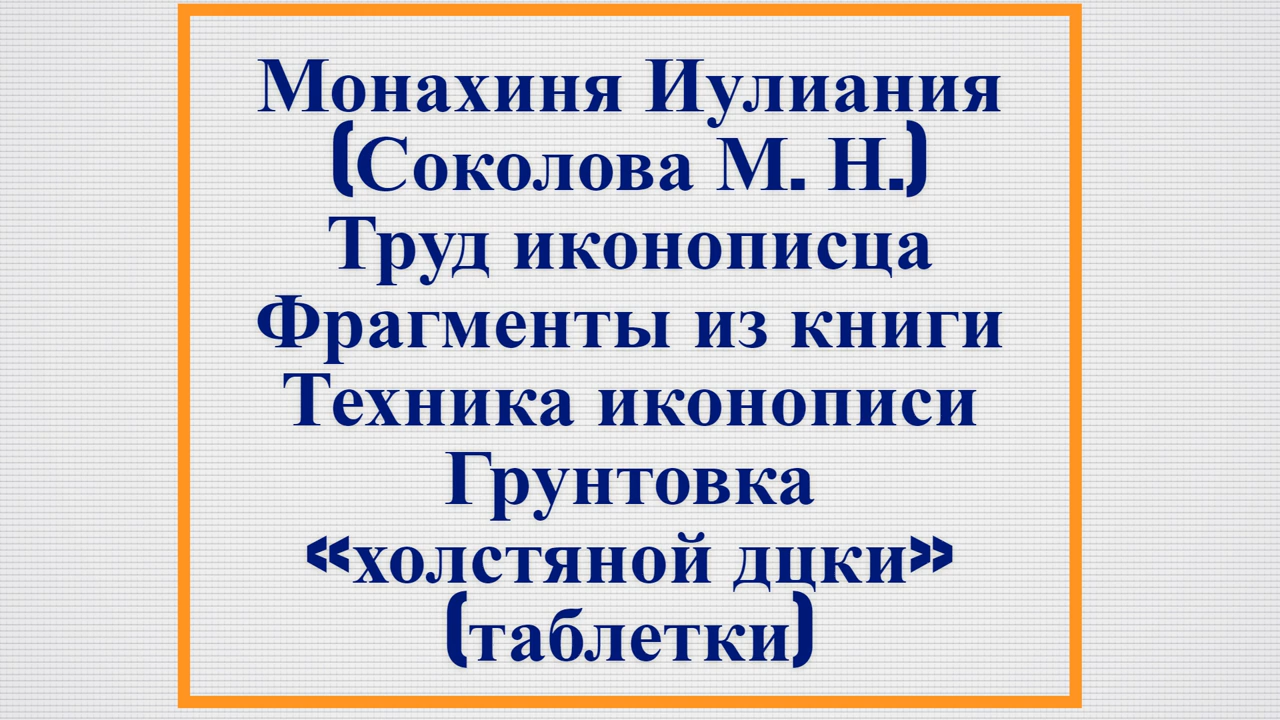 Монахиня Иулиания
(Соколова М. Н.)
Труд иконописца
Фрагменты из книги
Техника иконописи
Грунтовка
«холстяной дцки»
(таблетки)